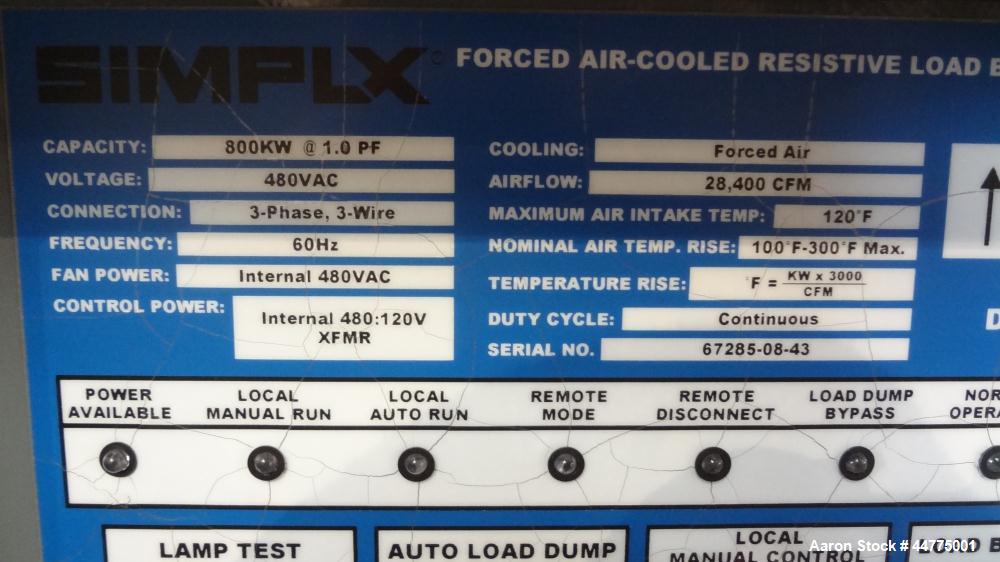 SIMPLX
FORCED AIR-COOLED RESISTIVE LOAD
CAPACITY: 800KW @ 1.0 PF
VOLTAGE: 480VAC
CONNECTION: 3-Phase, 3-Wire
FREQUENCY: 60Hz
FAN POWER: Internal 480VAC
CONTROL POWER: Internal 480:120V
XFMR
COOLING: Forced Air
AIRFLOW: 28,400 CFM
MAXIMUM AIR INTAKE TEMP: 120°F
NOMINAL AIR TEMP. RISE: 100°F-300°F Max.
TEMPERATURE RISE: °F = KW x 3000
CFM
DUTY CYCLE: Continuous
SERIAL NO. 67285-08-43
POWER
AVAILABLE
LOCAL
MANUAL RUN
LOCAL
AUTO RUN
REMOTE
MODE
REMOTE
DISCONNECT
LOAD DUMP
BYPASS
LAMP TEST
AUTO LOAD DUMP
LOCAL
MANUAL CONTROL
Aaron Stock # 44775001